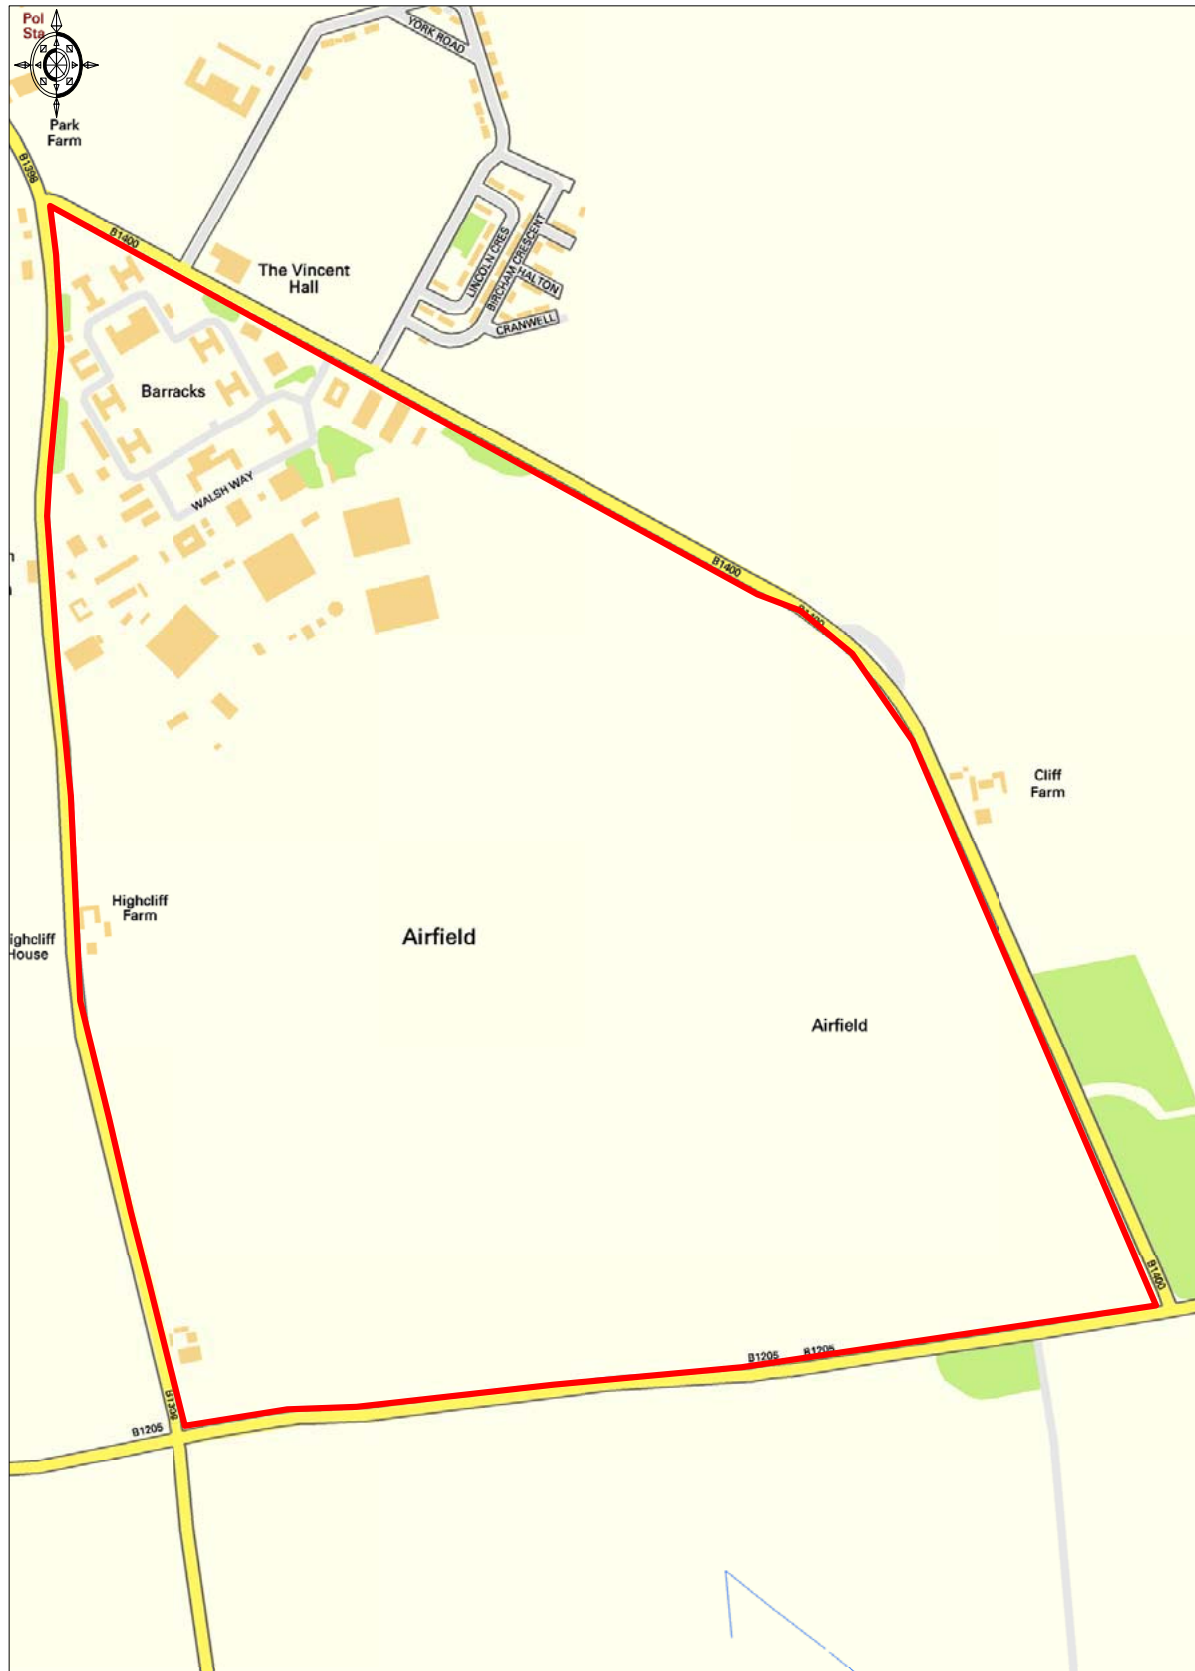 Pol
Sta
YORK ROAD
Park
Farm
B1398
B1400
The Vincent
Hall
LINCOLN CRES
BIRCHAM CRESCENT
HALTON
CRANWELL
Barracks
WALSH WAY
B1400
B1400
Cliff
Farm
Highcliff
Farm
ighcliff
House
Airfield
Airfield
B1400
B1205
B1205
B1398
B1205